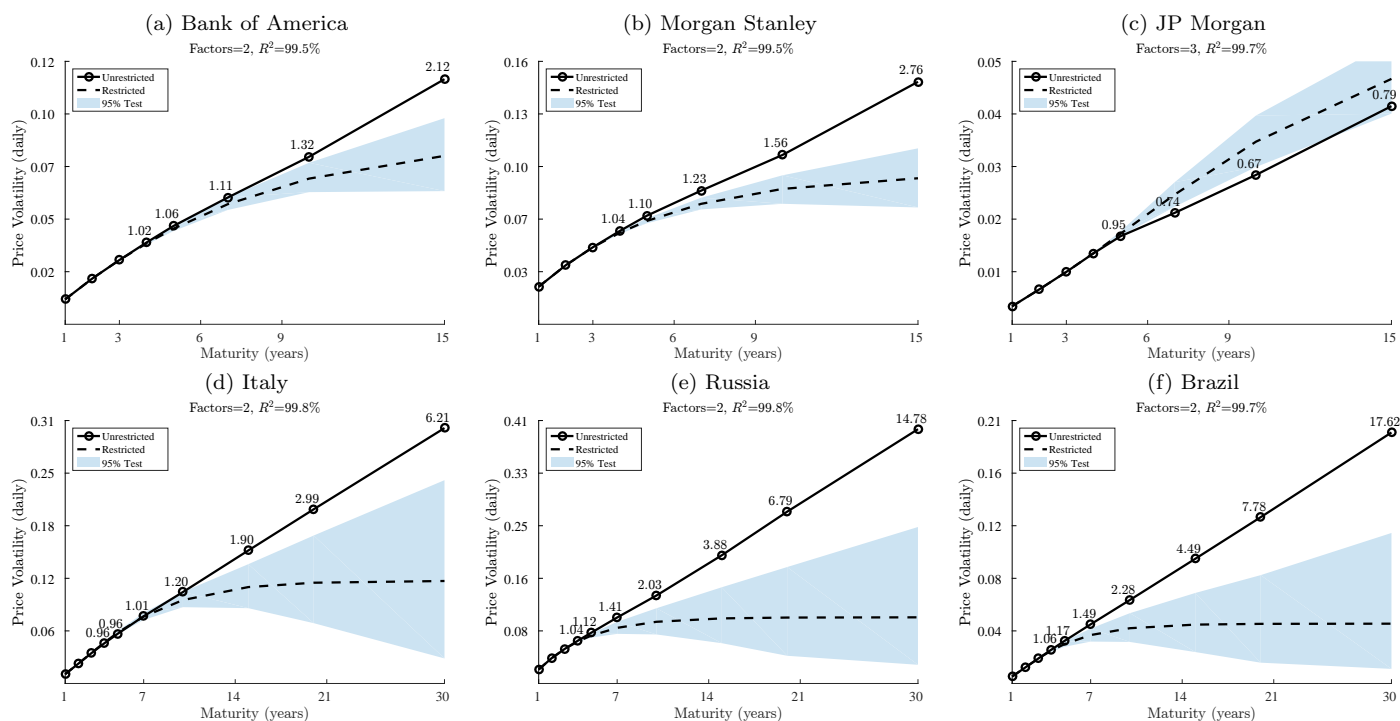 (a) Bank of America
Factors=2, R²=99.5%
Unrestricted
Restricted
95% Test
Price Volatility (daily)
0.12
0.10
0.07
0.05
0.02
1.02
1.06
1.11
1.32
2.12
1
3
6
9
15
Maturity (years)
(b) Morgan Stanley
Factors=2, R²=99.5%
Unrestricted
Restricted
95% Test
Price Volatility (daily)
0.16
0.13
0.10
0.07
0.03
1.04
1.10
1.23
1.56
2.76
1
3
6
9
15
Maturity (years)
(c) JP Morgan
Factors=3, R²=99.7%
Unrestricted
Restricted
95% Test
Price Volatility (daily)
0.05
0.04
0.03
0.02
0.01
0.95
0.74
0.67
0.79
1
3
6
9
15
Maturity (years)
(d) Italy
Factors=2, R²=99.8%
Unrestricted
Restricted
95% Test
Price Volatility (daily)
0.31
0.25
0.18
0.12
0.06
0.96
0.96
1.01
1.20
1.90
2.99
6.21
1
7
14
21
30
Maturity (years)
(e) Russia
Factors=2, R²=99.8%
Unrestricted
Restricted
95% Test
Price Volatility (daily)
0.41
0.33
0.25
0.16
0.08
1.04
1.12
1.41
2.03
3.88
6.79
14.78
1
7
14
21
30
Maturity (years)
(f) Brazil
Factors=2, R²=99.7%
Unrestricted
Restricted
95% Test
Price Volatility (daily)
0.21
0.16
0.12
0.08
0.04
1.06
1.17
1.49
2.28
4.49
7.78
17.62
1
7
14
21
30
Maturity (years)